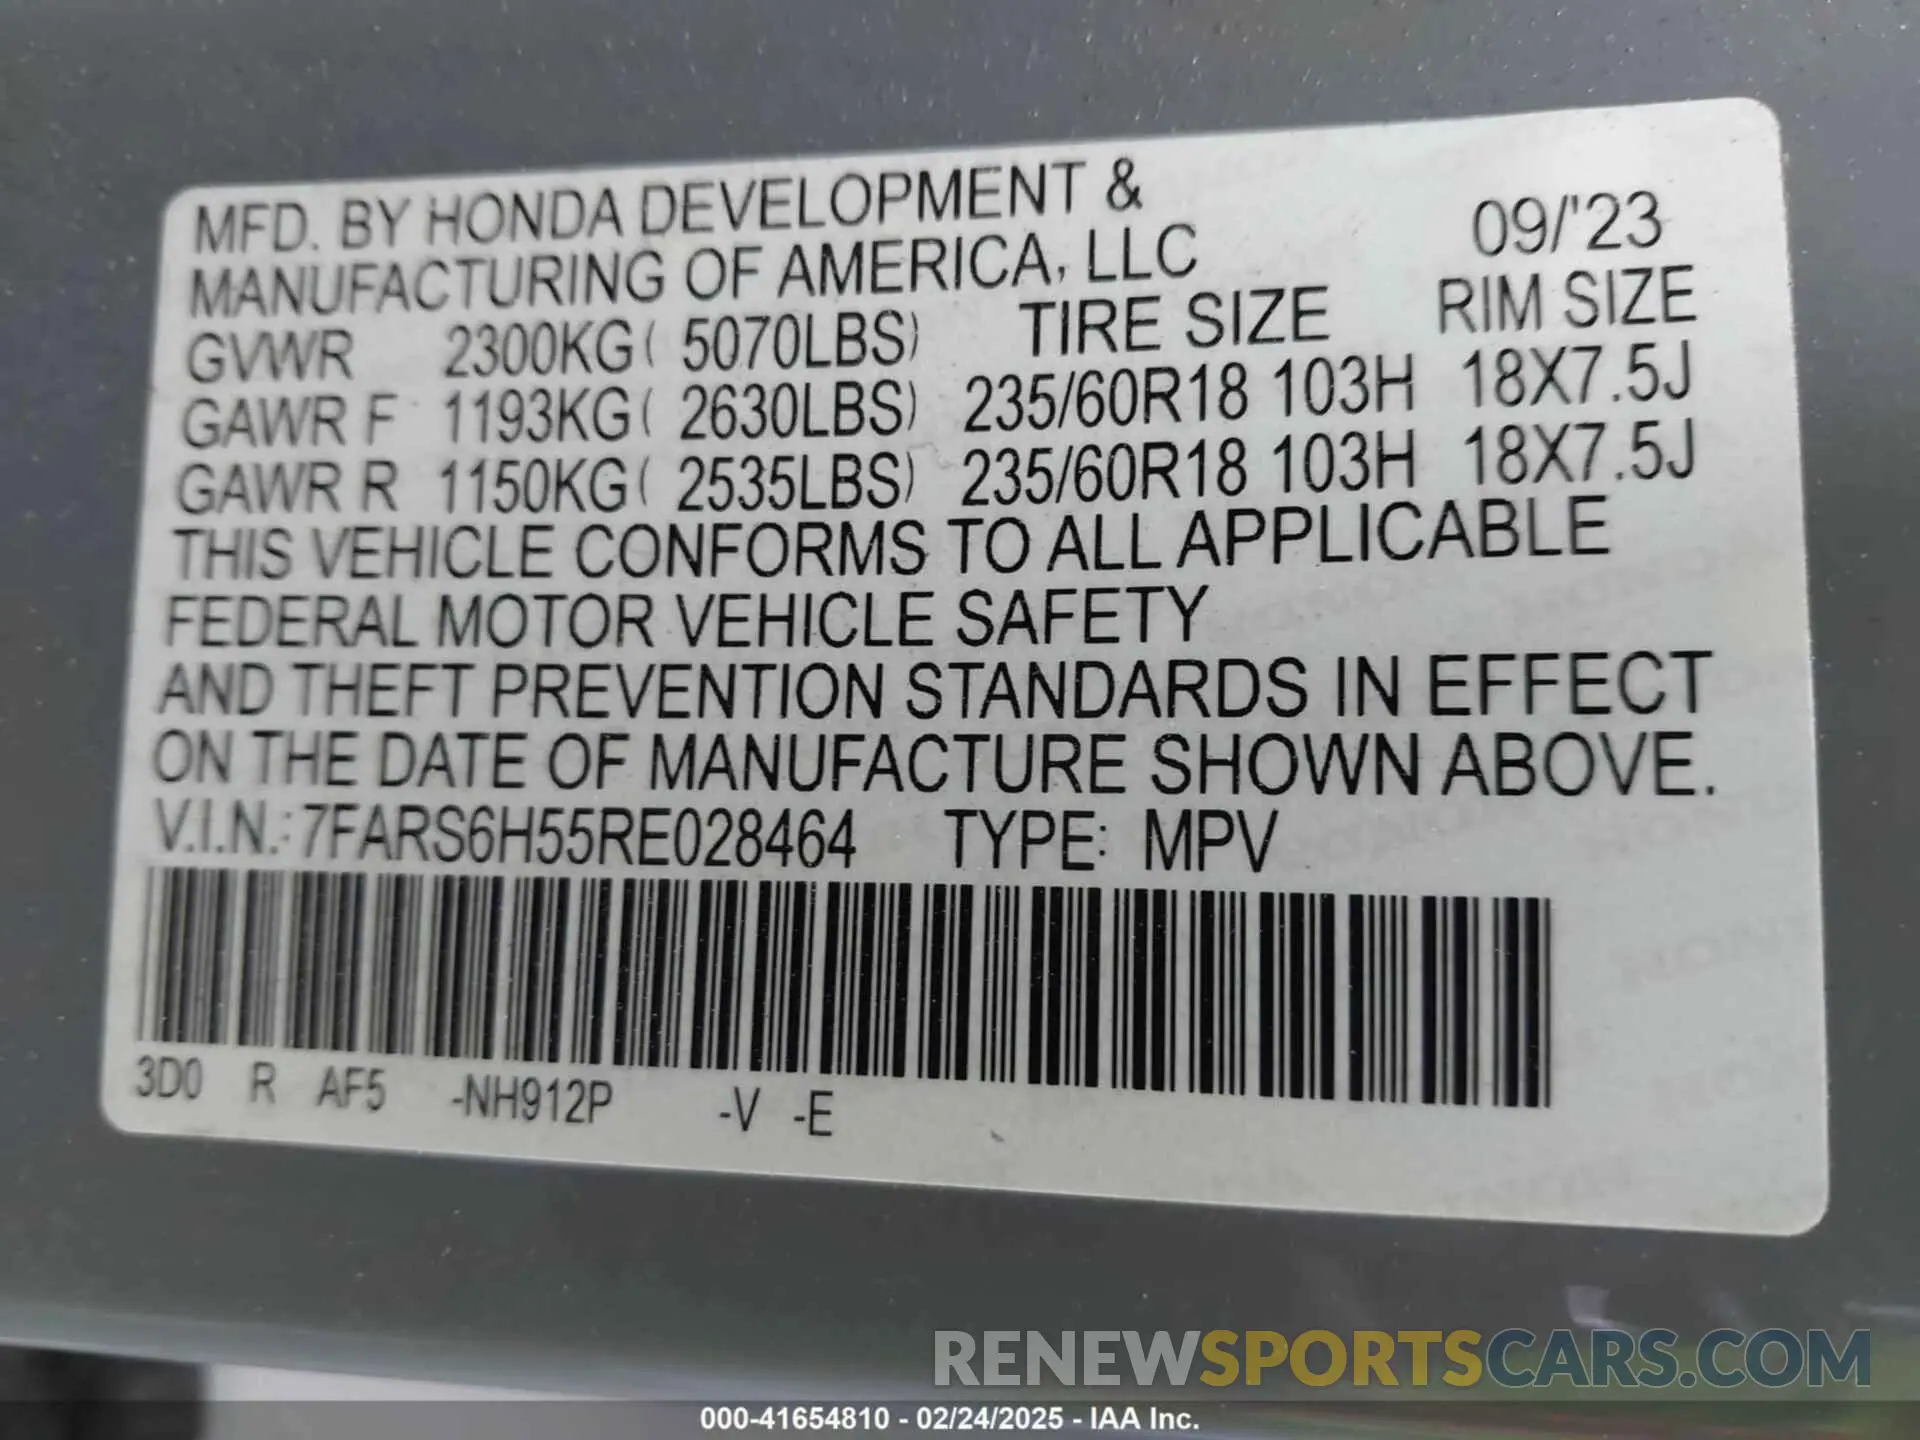 MFD. BY HONDA DEVELOPMENT &
MANUFACTURING OF AMERICA, LLC 09/'23
GVWR 2300KG( 5070LBS) TIRE SIZE RIM SIZE
GAWR F 1193KG( 2630LBS) 235/60R18 103H 18X7.5J
GAWR R 1150KG( 2535LBS) 235/60R18 103H 18X7.5J
THIS VEHICLE CONFORMS TO ALL APPLICABLE
FEDERAL MOTOR VEHICLE SAFETY
AND THEFT PREVENTION STANDARDS IN EFFECT
ON THE DATE OF MANUFACTURE SHOWN ABOVE.
V.I.N.: 7FARS6H55RE028464 TYPE: MPV
3D0 R AF5 -NH912P -V -E
RENEWSPORTSCARS.COM
000-41654810 - 02/24/2025 - IAA Inc.